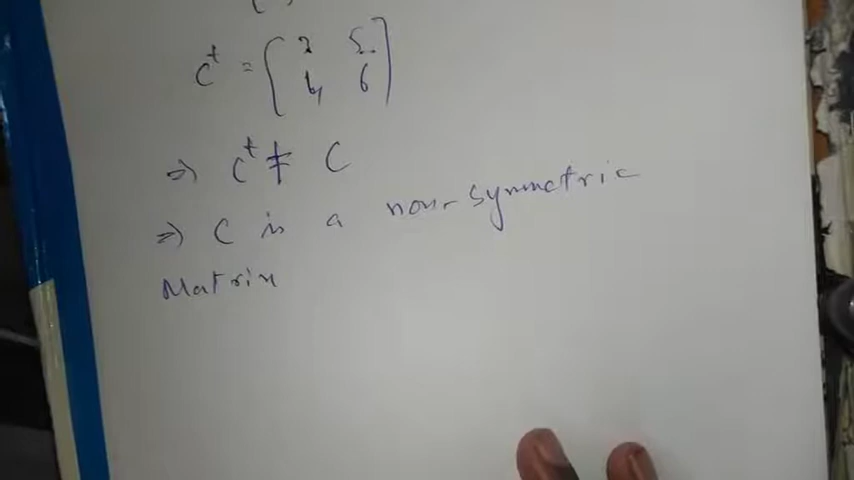 C^t = [2 5
4 6]
⇒ C^t ≠ C
⇒ C is a non-symmetric
Matrix